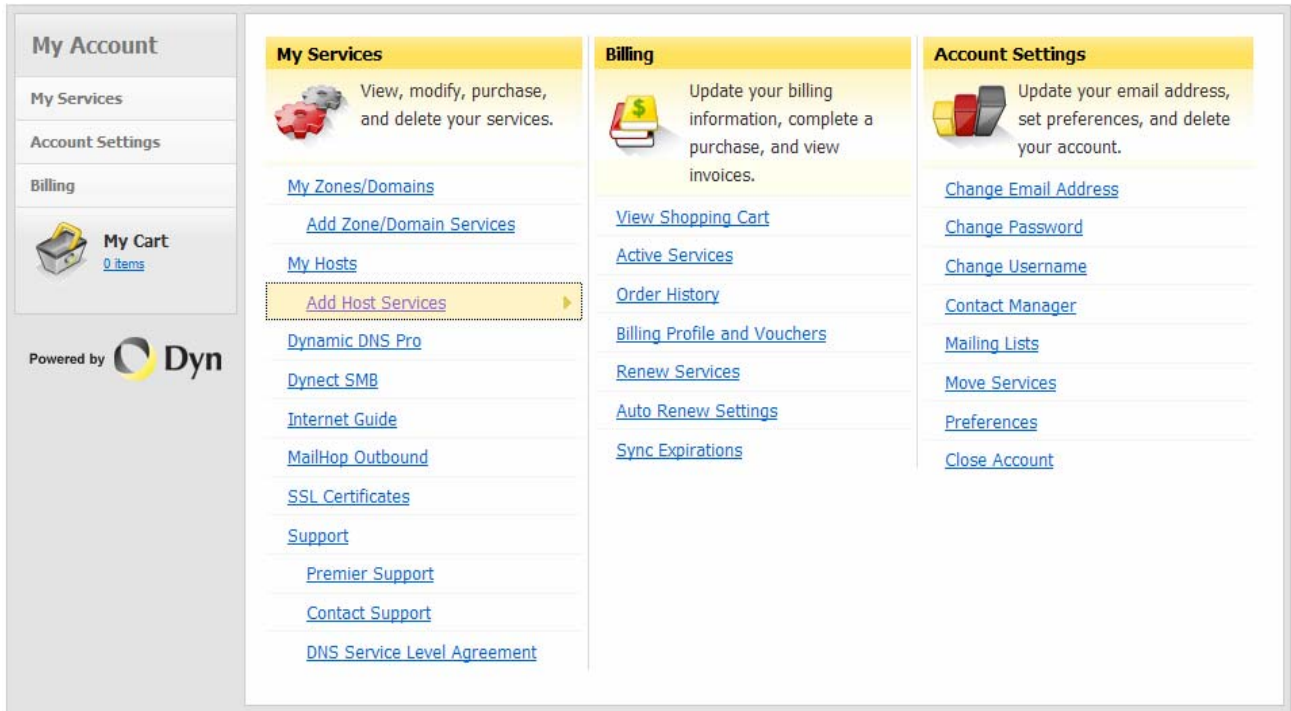 My Account
My Services
Account Settings
Billing
My Cart
0 items
Powered by Dyn
My Services
View, modify, purchase,
and delete your services.
My Zones/Domains
Add Zone/Domain Services
My Hosts
Add Host Services
Dynamic DNS Pro
Dynect SMB
Internet Guide
MailHop Outbound
SSL Certificates
Support
Premier Support
Contact Support
DNS Service Level Agreement
Billing
Update your billing
information, complete a
purchase, and view
invoices.
View Shopping Cart
Active Services
Order History
Billing Profile and Vouchers
Renew Services
Auto Renew Settings
Sync Expirations
Account Settings
Update your email address,
set preferences, and delete
your account.
Change Email Address
Change Password
Change Username
Contact Manager
Mailing Lists
Move Services
Preferences
Close Account